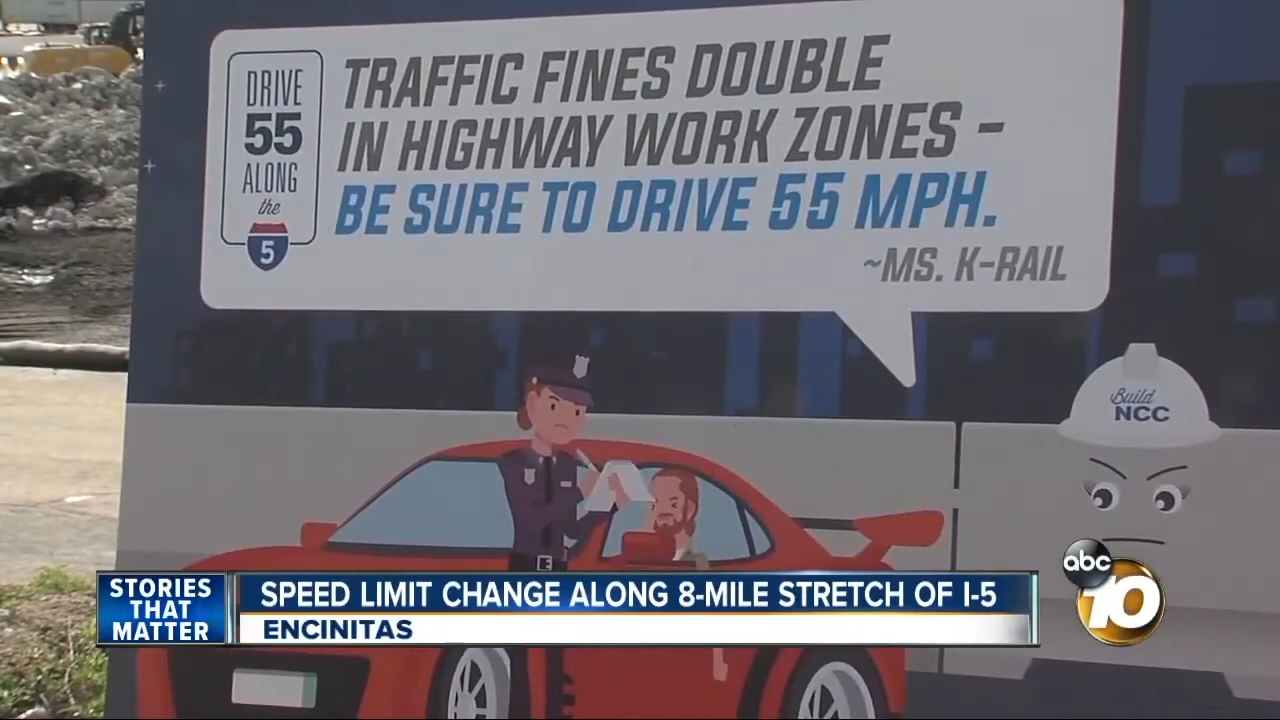 DRIVE
55
ALONG
the
5
TRAFFIC FINES DOUBLE
IN HIGHWAY WORK ZONES -
BE SURE TO DRIVE 55 MPH.
~MS. K-RAIL
Build
NCC
STORIES
THAT
MATTER
SPEED LIMIT CHANGE ALONG 8-MILE STRETCH OF I-5
ENCINITAS
abc
10